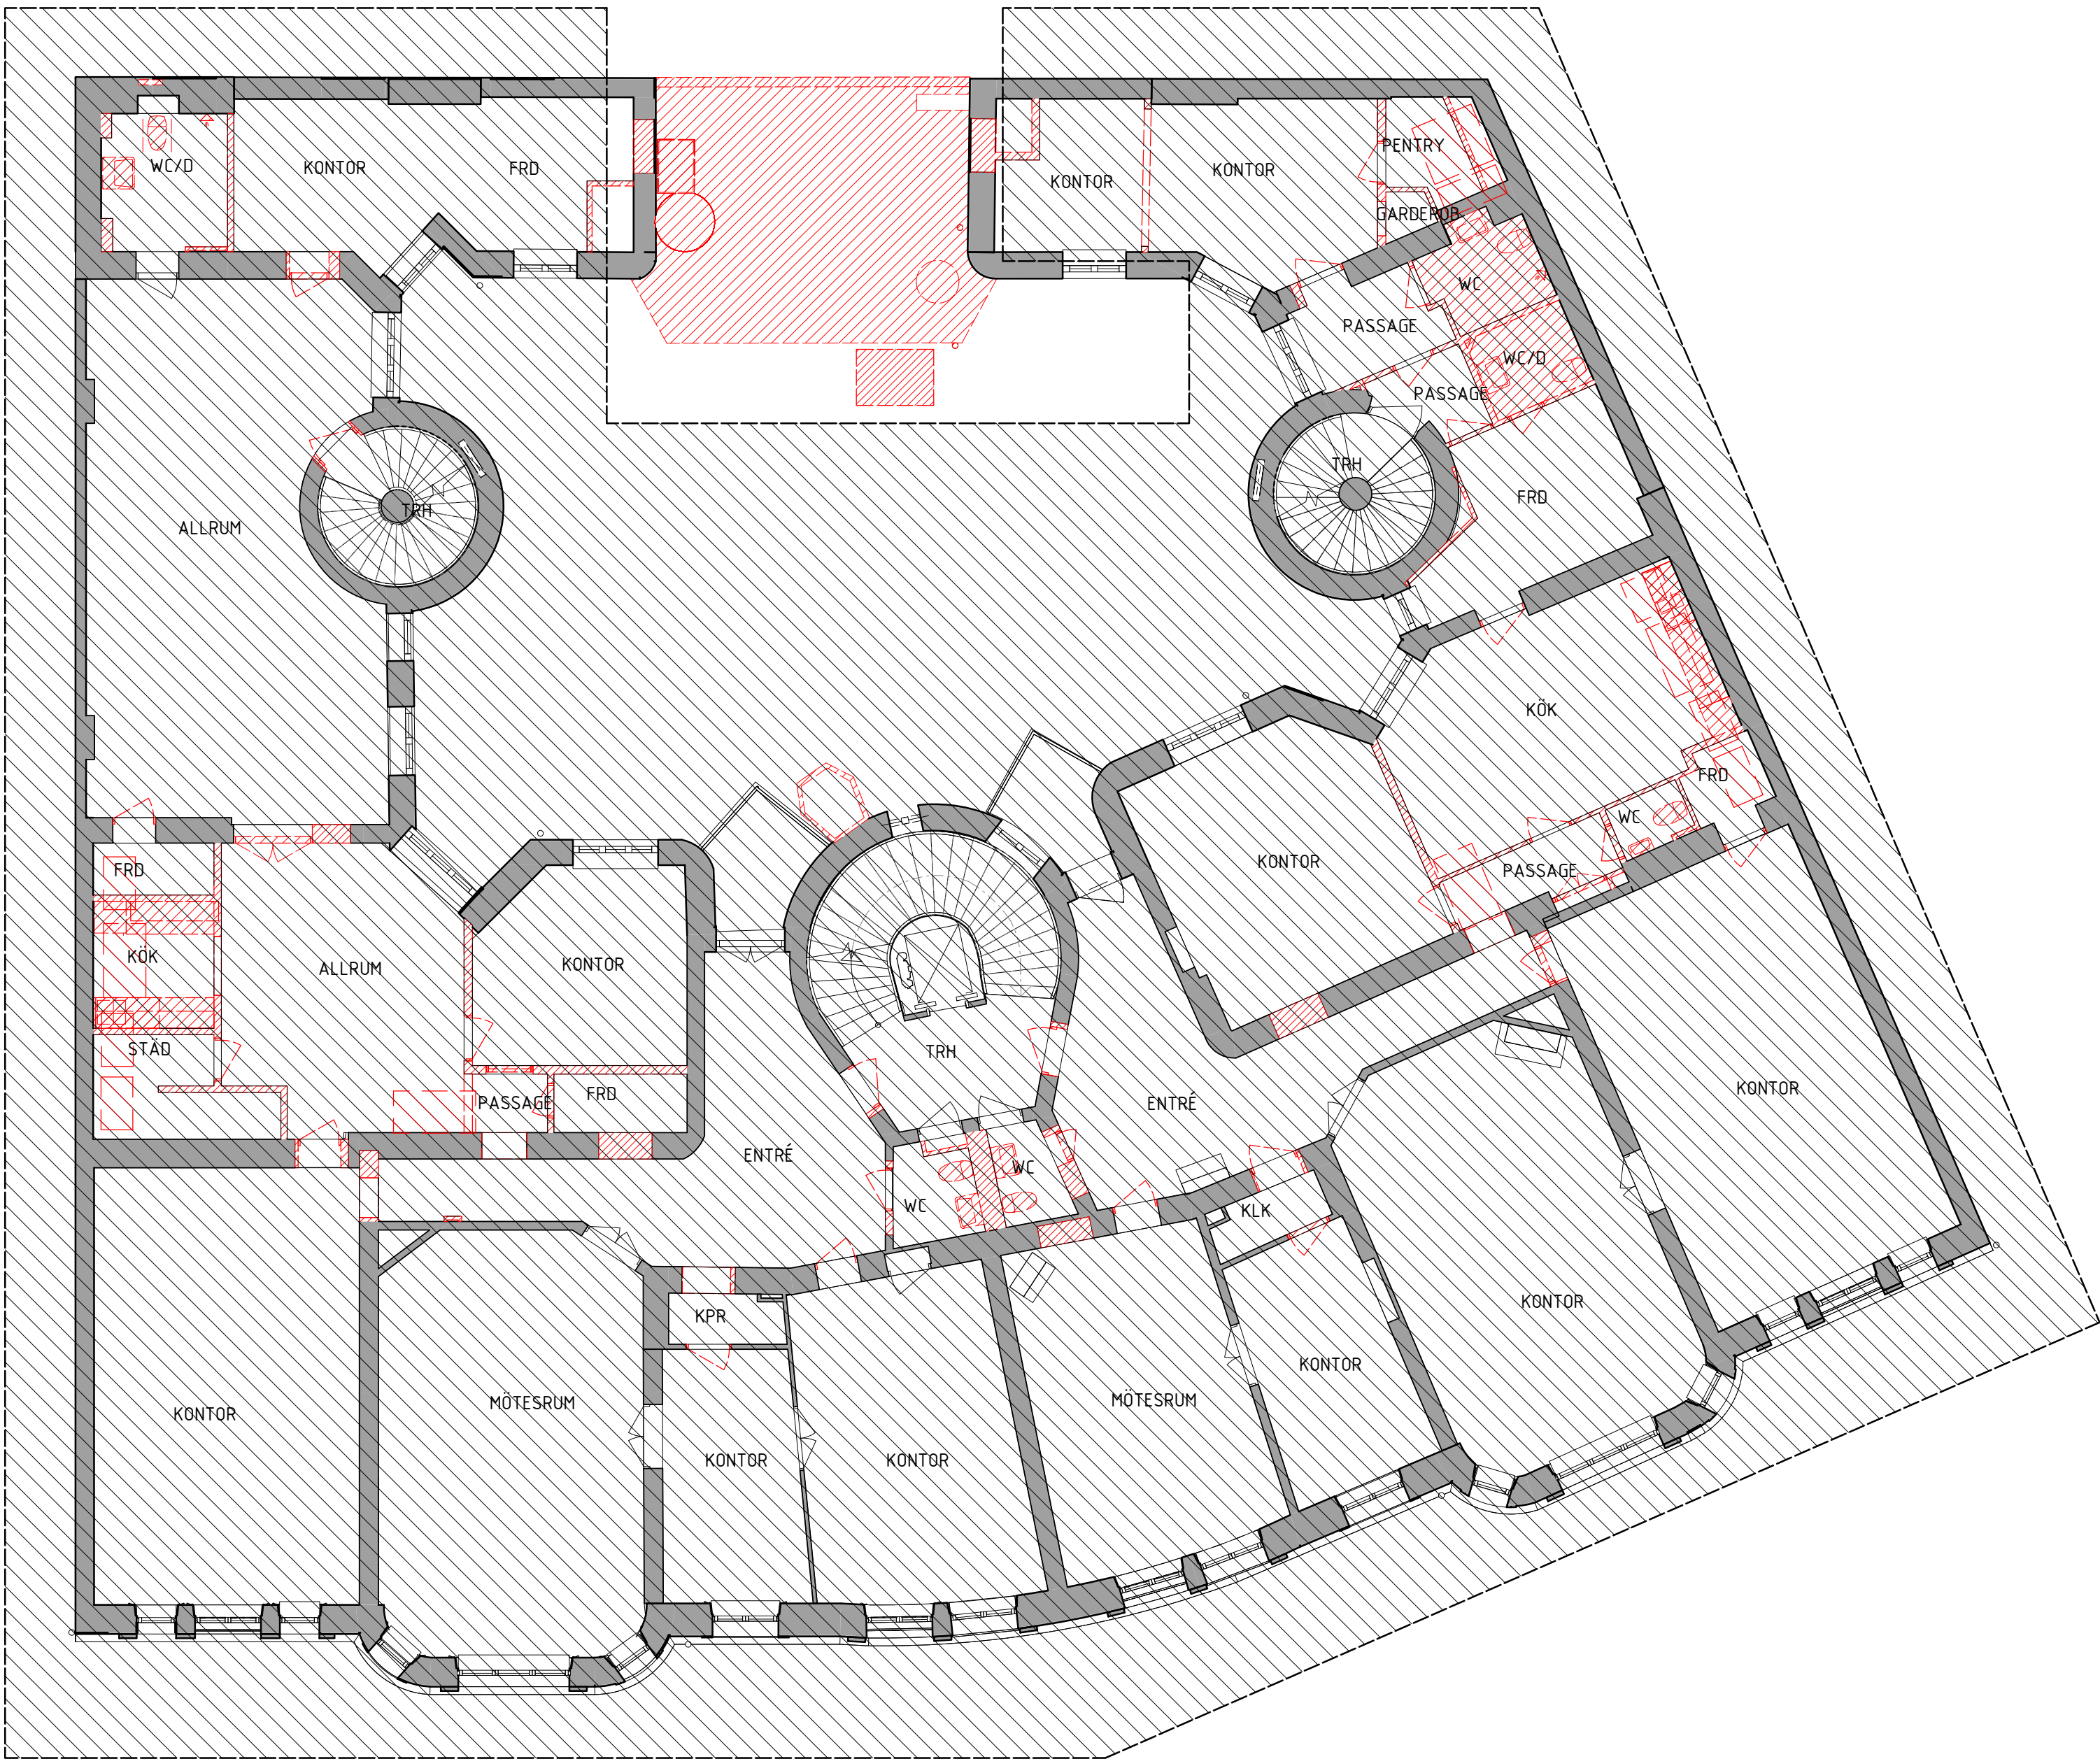 PENTRY
WC/D
KONTOR
FRD
KONTOR
KONTOR
GARDEROB
WC
PASSAGE
WC/D
PASSAGE
TRH
FRD
TRH
ALLRUM
KÖK
FRD
WC
KONTOR
PASSAGE
FRD
KÖK
ALLRUM
KONTOR
STÄD
TRH
KONTOR
PASSAGE
FRD
ENTRÉ
ENTRÉ
WC
WC
KLK
KPR
KONTOR
KONTOR
MÖTESRUM
MÖTESRUM
KONTOR
KONTOR
KONTOR